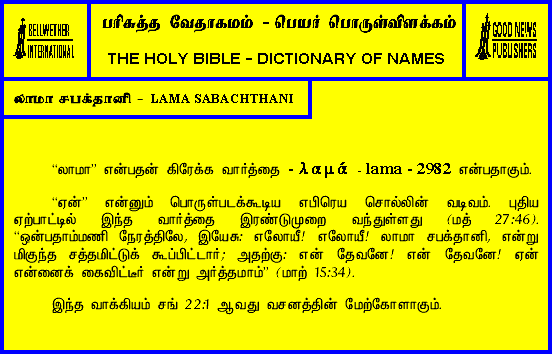 BELLWETHER
INTERNATIONAL
பரிசுத்த வேதாகமம் - பெயர் பொருள்விளக்கம்
THE HOLY BIBLE - DICTIONARY OF NAMES
GOOD NEWS
PUBLISHERS
லாமா சபக்தானி - LAMA SABACHTHANI
“லாமா” என்பதன் கிரேக்க வார்த்தை - λαμά - lama - 2982 என்பதாகும்.
“ஏன்” என்னும் பொருள்படக்கூடிய எபிரெய சொல்லின் வடிவம். புதிய
ஏற்பாட்டில் இந்த வார்த்தை இரண்டுமுறை வந்துள்ளது (மத் 27:46).
“ஒன்பதாம்மணி நேரத்திலே, இயேசு: எலோயீ! எலோயீ! லாமா சபக்தானி, என்று
மிகுந்த சத்தமிட்டுக் கூப்பிட்டார்; அதற்கு: என் தேவனே! என் தேவனே! ஏன்
என்னைக் கைவிட்டீர் என்று அர்த்தமாம்” (மாற் 15:34).
இந்த வாக்கியம் சங் 22:1 ஆவது வசனத்தின் மேற்கோளாகும்.